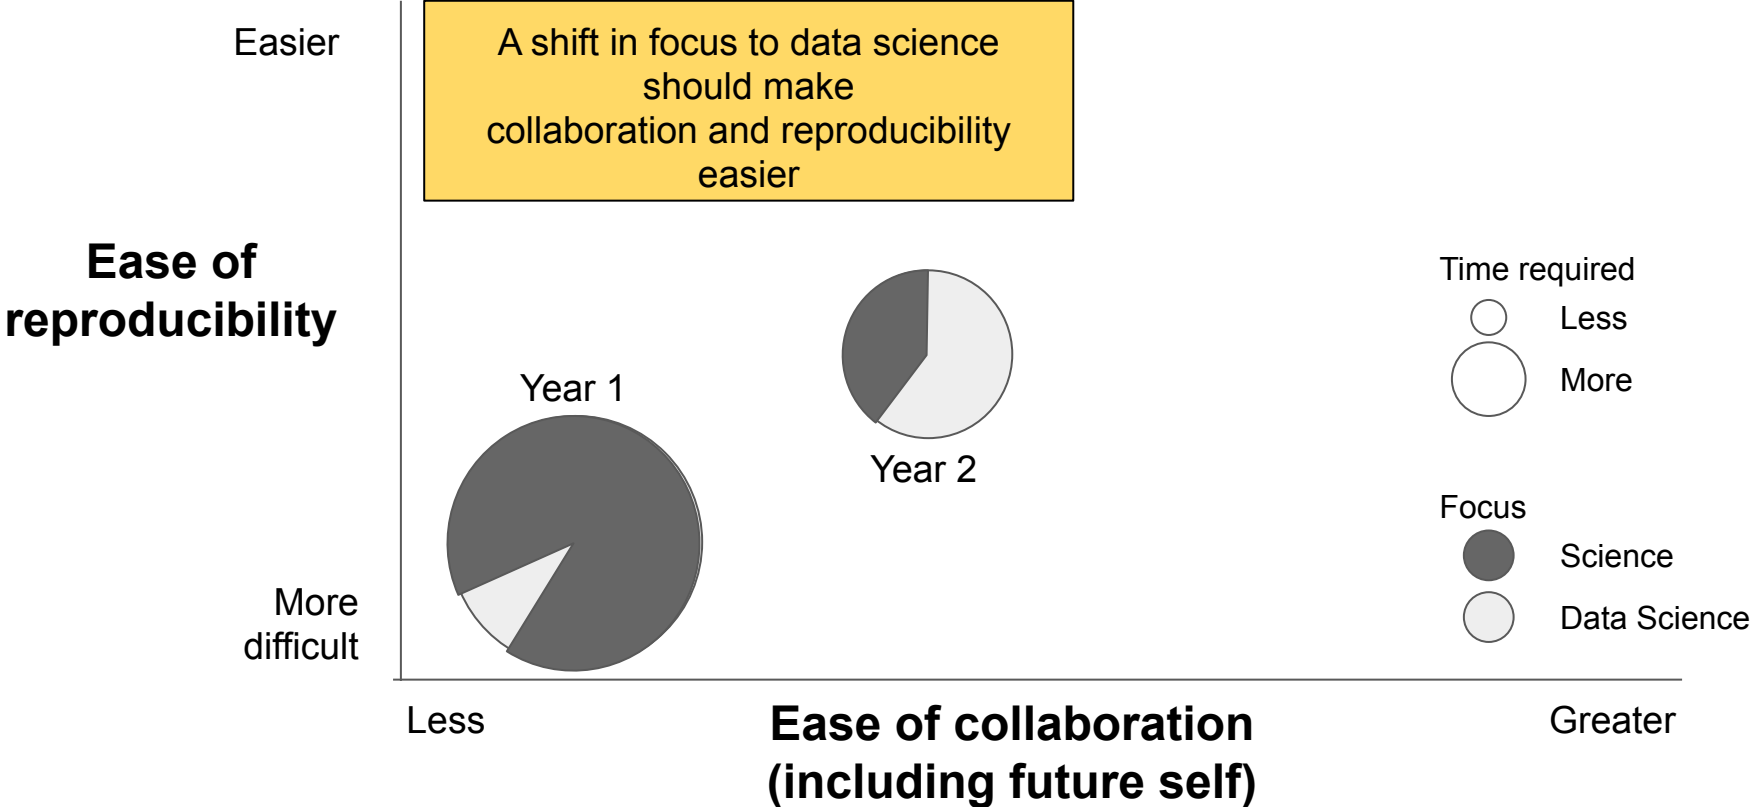 Easier
A shift in focus to data science
should make
collaboration and reproducibility
easier
Ease of
reproducibility
Year 1
Year 2
More
difficult
Less
Ease of collaboration
(including future self)
Greater
Time required
Less
More
Focus
Science
Data Science